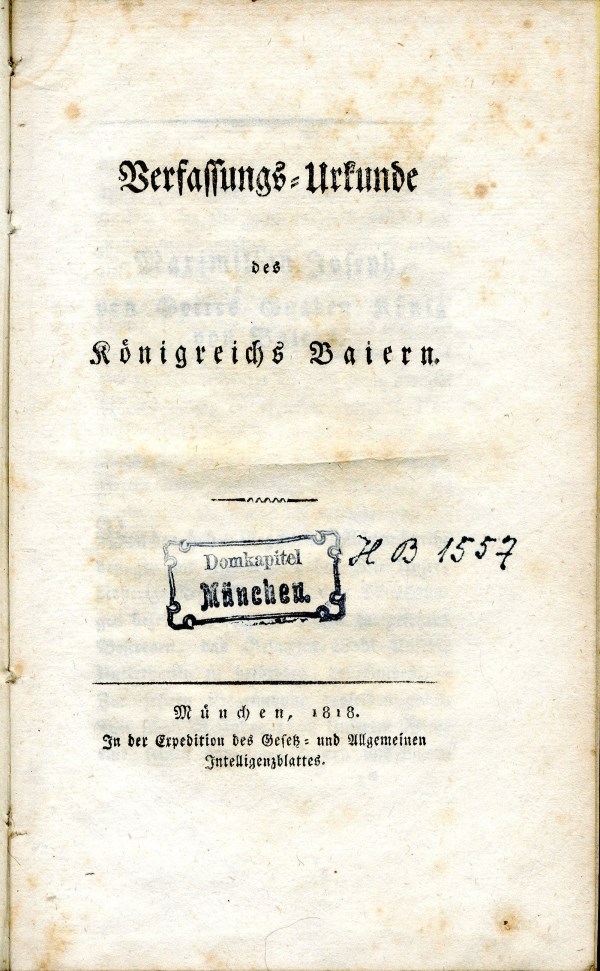 Verfassungs=Urkunde
des
Königreichs Baiern.
Domkapitel
München.
H B 1557
München, 1818.
In der Expedition des Gesetz= und Allgemeinen
Intelligenzblattes.